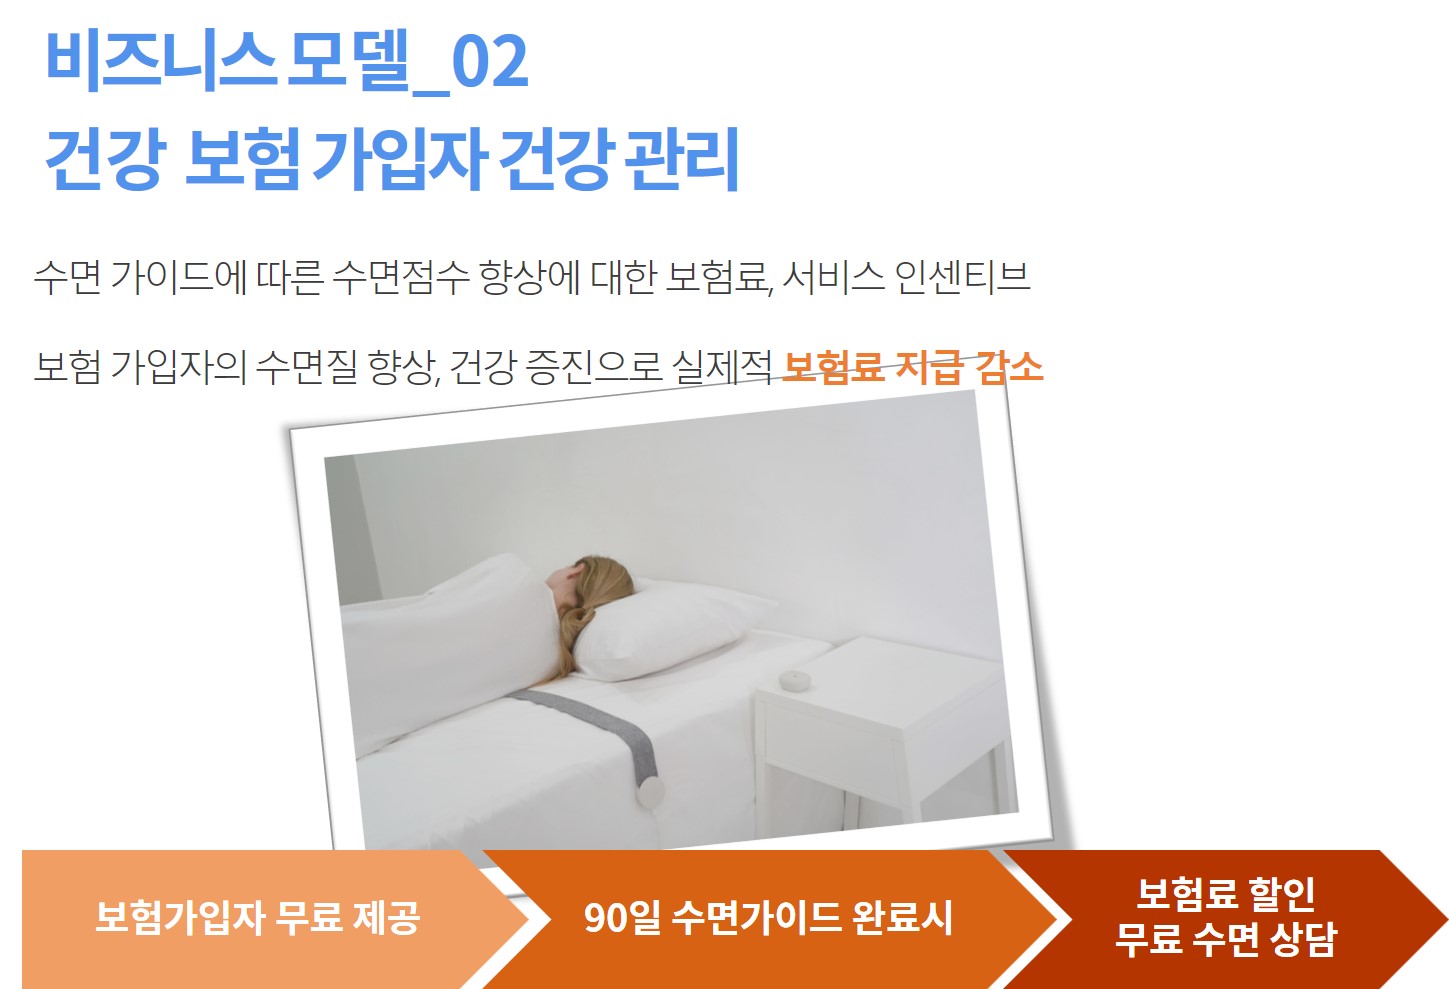 비즈니스 모델_02
건강 보험 가입자 건강 관리
수면 가이드에 따른 수면점수 향상에 대한 보험료, 서비스 인센티브
보험 가입자의 수면질 향상, 건강 증진으로 실제적 보험료 지급 감소
보험가입자 무료 제공
90일 수면가이드 완료시
보험료 할인
무료 수면 상담